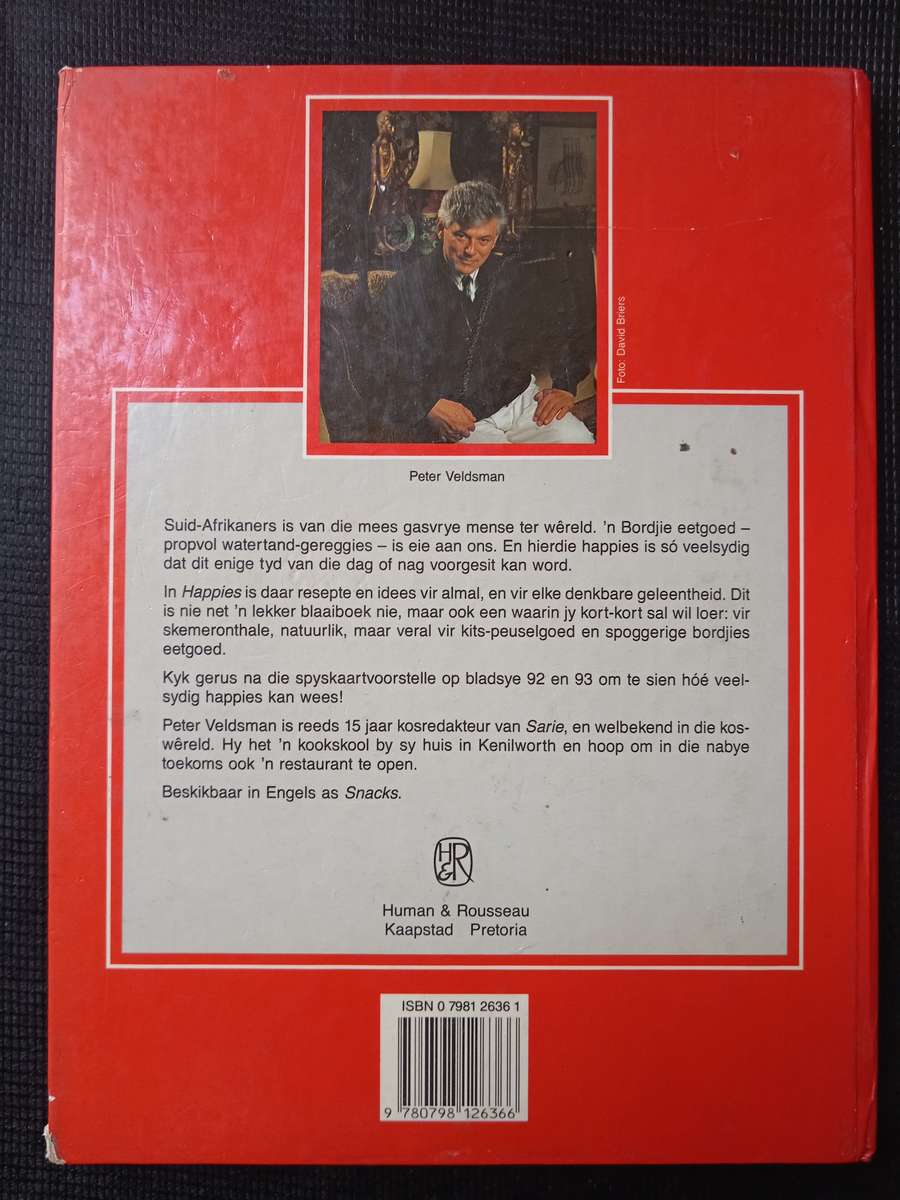 Foto: David Briers
Peter Veldsman
Suid-Afrikaners is van die mees gasvrye mense ter wêreld. 'n Bordjie eetgoed –
propvol watertand-gereggies – is eie aan ons. En hierdie happies is só veelsydig
dat dit enige tyd van die dag of nag voorgesit kan word.
In Happies is daar resepte en idees vir almal, en vir elke denkbare geleentheid. Dit
is nie net 'n lekker blaaiboek nie, maar ook een waarin jy kort-kort sal wil loer: vir
skemeronthale, natuurlik, maar veral vir kits-peuselgoed en spoggerige bordjies
eetgoed.
Kyk gerus na die spyskaartvoorstelle op bladsye 92 en 93 om te sien hóé veel-
sydig happies kan wees!
Peter Veldsman is reeds 15 jaar kosredakteur van Sarie, en welbekend in die kos-
wêreld. Hy het 'n kookskool by sy huis in Kenilworth en hoop om in die nabye
toekoms ook 'n restaurant te open.
Beskikbaar in Engels as Snacks.
H&R
Human & Rousseau
Kaapstad Pretoria
ISBN 0 7981 2636 1
9 780798 126366